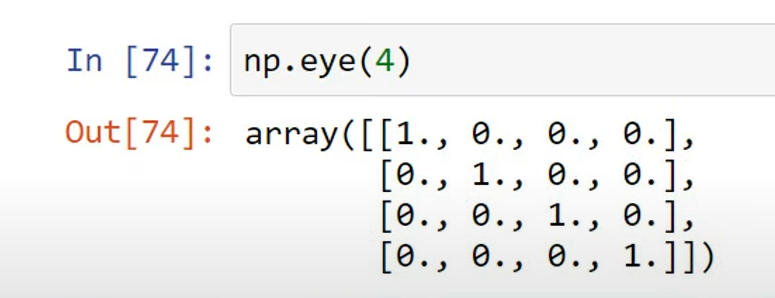 In [74]: np.eye(4)
Out[74]: array([[1., 0., 0., 0.],
[0., 1., 0., 0.],
[0., 0., 1., 0.],
[0., 0., 0., 1.]])